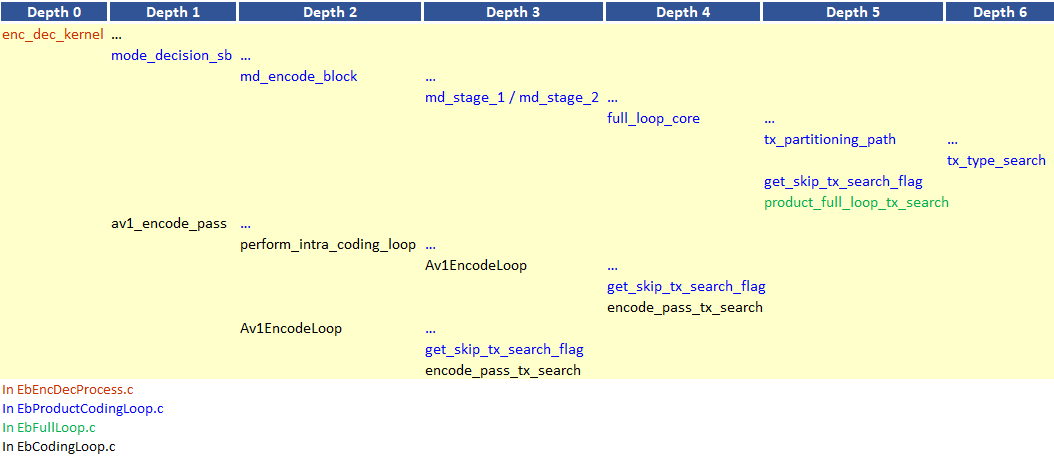 Depth 0 Depth 1 Depth 2 Depth 3 Depth 4 Depth 5 Depth 6
enc_dec_kernel ...
mode_decision_sb ...
md_encode_block ...
md_stage_1 / md_stage_2 ...
full_loop_core ...
tx_partitioning_path ...
tx_type_search
get_skip_tx_search_flag
product_full_loop_tx_search
av1_encode_pass ...
perform_intra_coding_loop ...
Av1EncodeLoop ...
get_skip_tx_search_flag
encode_pass_tx_search
Av1EncodeLoop ...
get_skip_tx_search_flag
encode_pass_tx_search
In EbEncDecProcess.c
In EbProductCodingLoop.c
In EbFullLoop.c
In EbCodingLoop.c